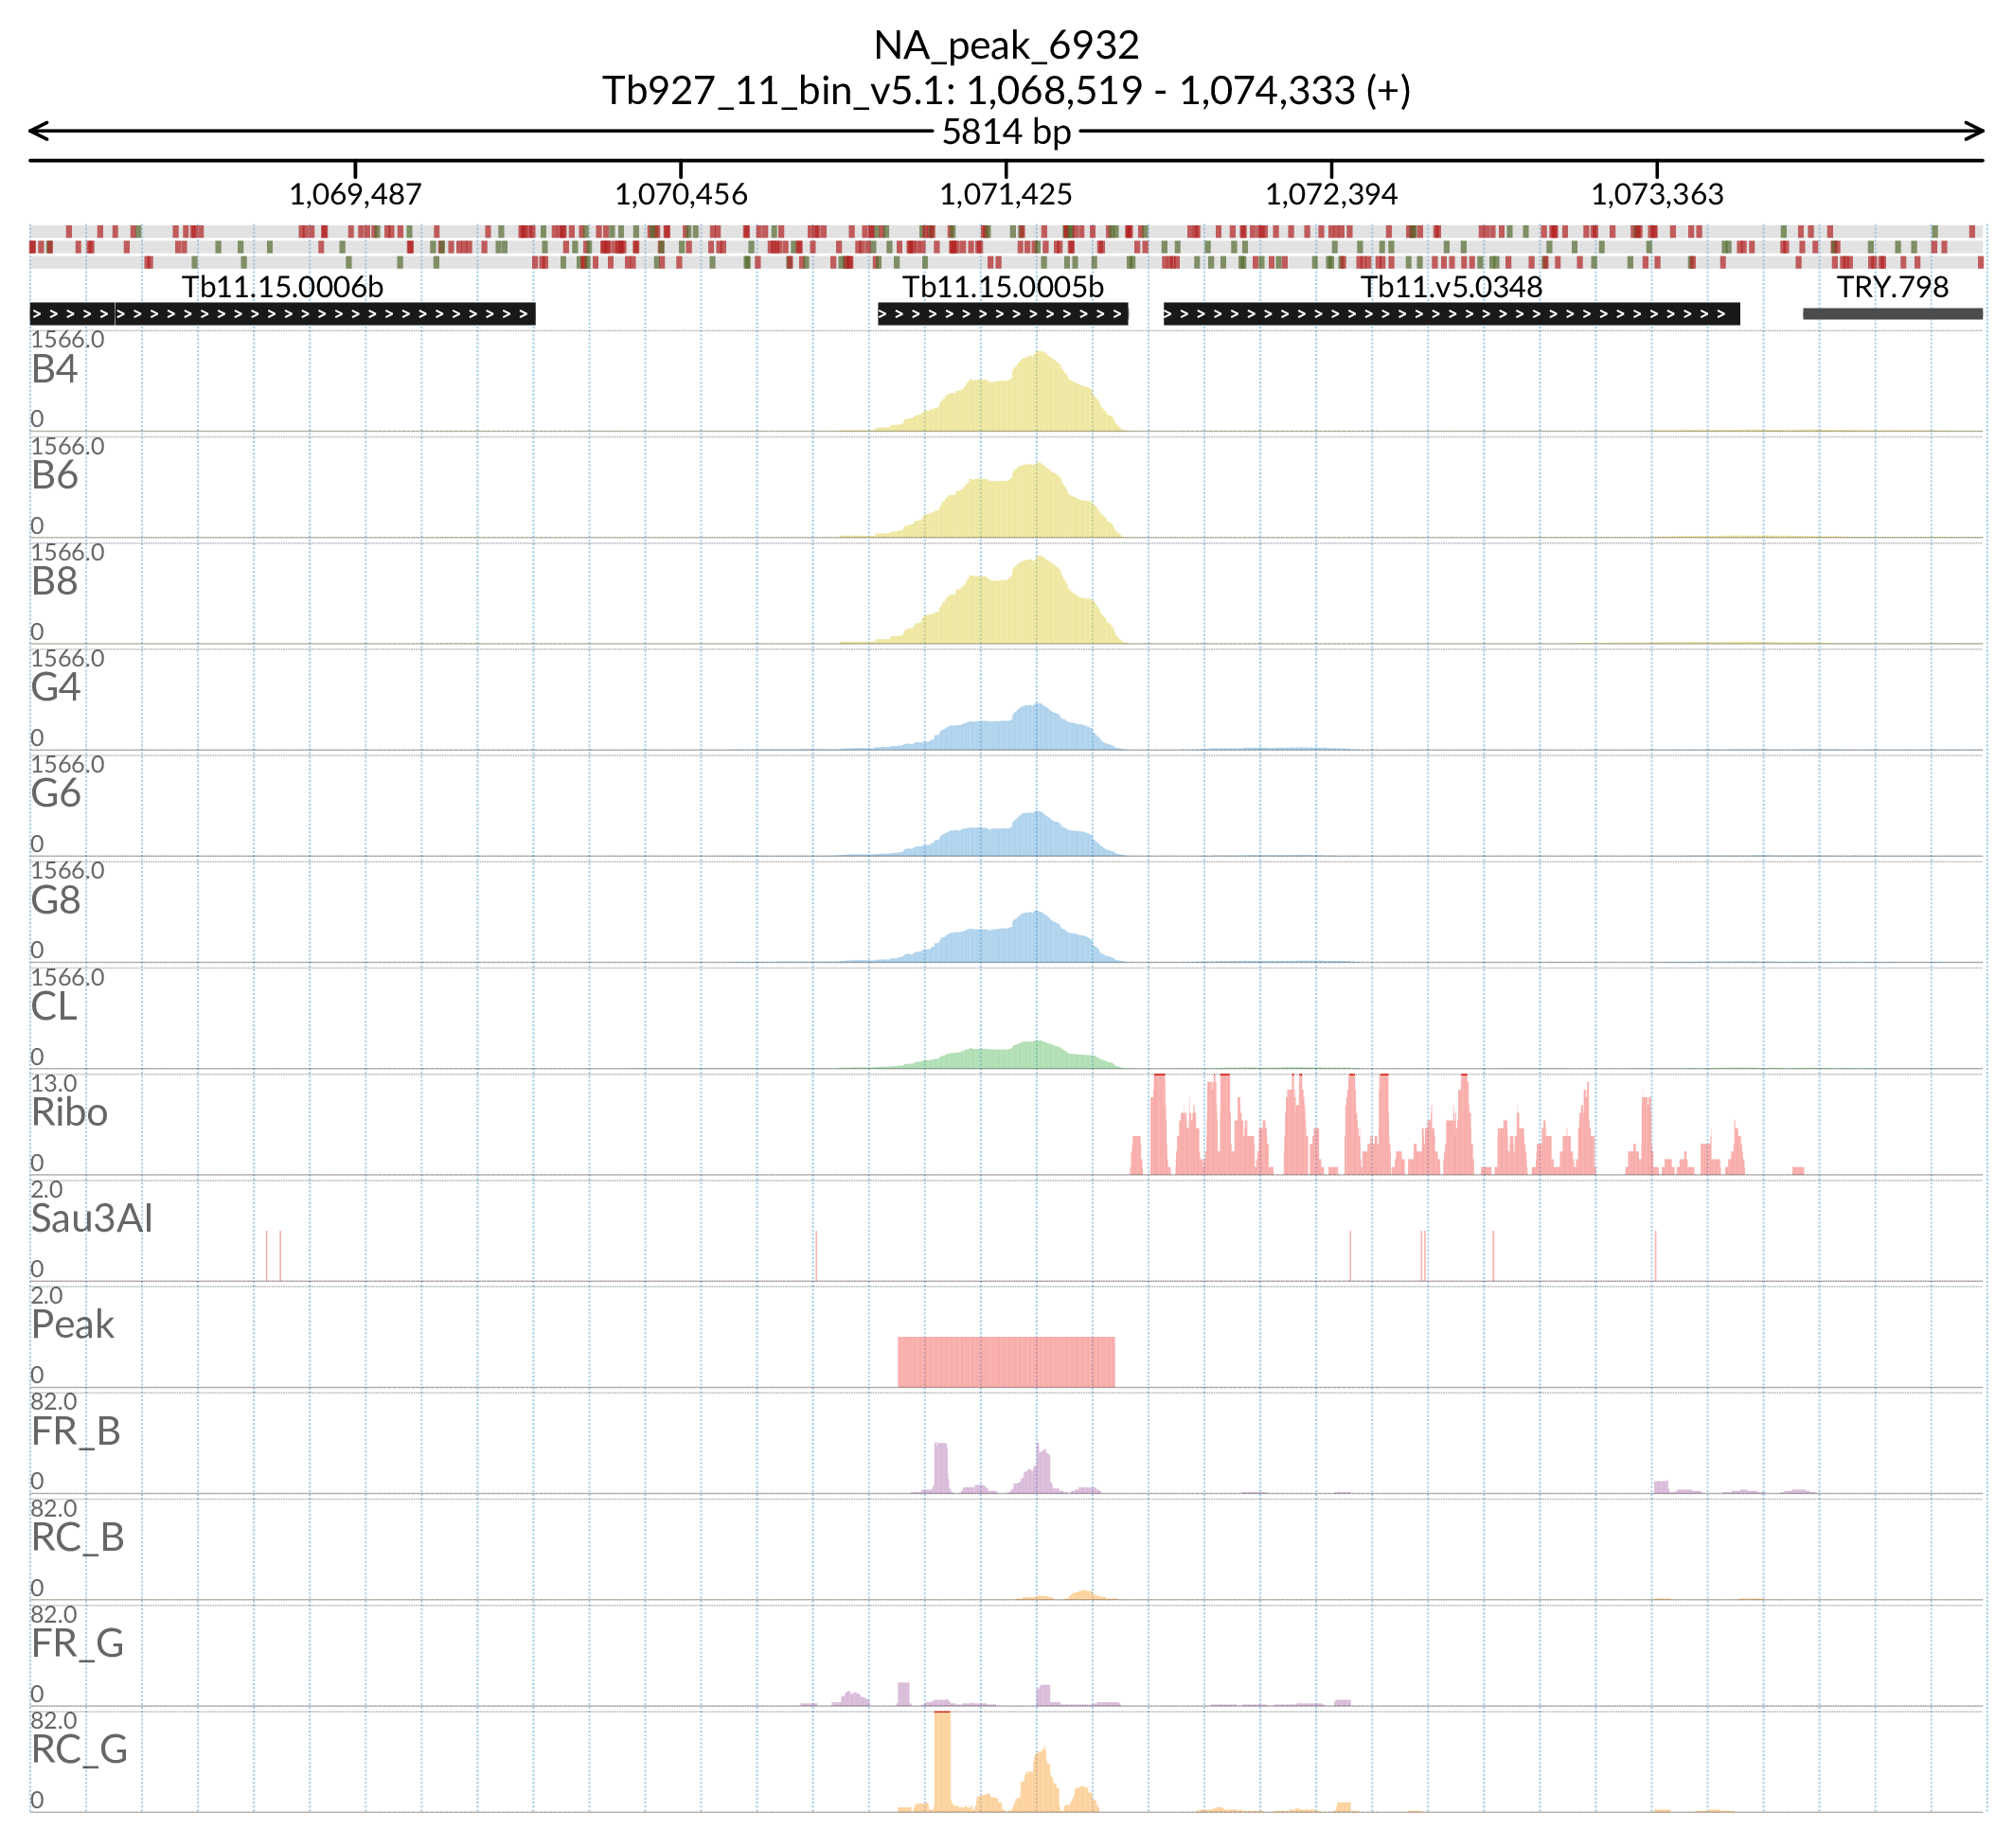 NA_peak_6932
Tb927_11_bin_v5.1: 1,068,519 - 1,074,333 (+)
5814 bp
1,069,487 1,070,456 1,071,425 1,072,394 1,073,363
Tb11.15.0006b Tb11.15.0005b Tb11.v5.0348 TRY.798
1566.0
B4
0
1566.0
B6
0
1566.0
B8
0
1566.0
G4
0
1566.0
G6
0
1566.0
G8
0
1566.0
CL
0
13.0
Ribo
0
2.0
Sau3AI
0
2.0
Peak
0
82.0
FR_B
0
82.0
RC_B
0
82.0
FR_G
0
82.0
RC_G
0